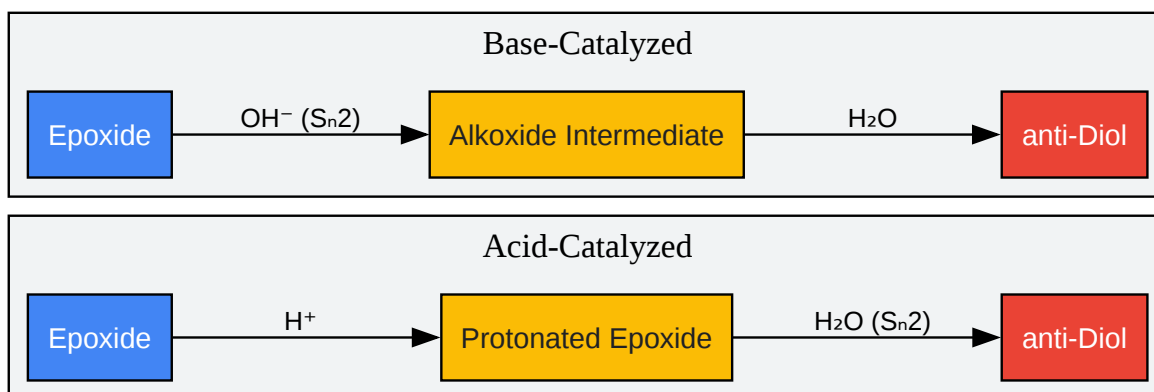 Base-Catalyzed
OH⁻ (Sₙ2)
H₂O
Epoxide
Alkoxide Intermediate
anti-Diol
Acid-Catalyzed
H⁺
H₂O (Sₙ2)
Epoxide
Protonated Epoxide
anti-Diol